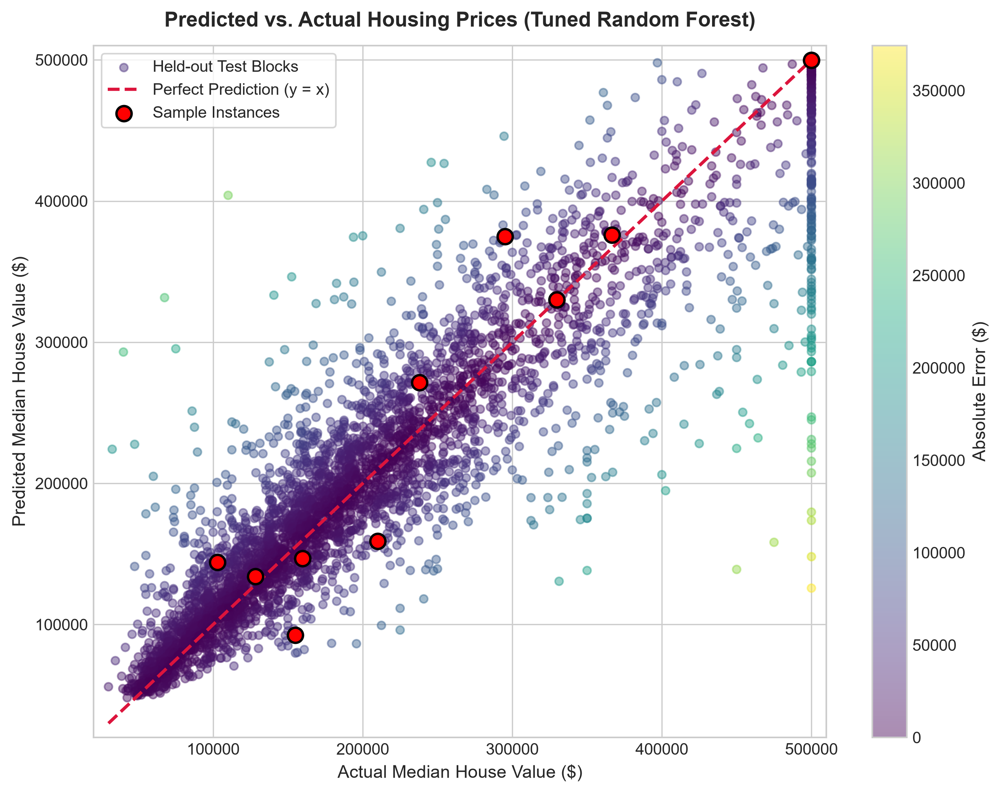 Predicted vs. Actual Housing Prices (Tuned Random Forest)
Held-out Test Blocks
Perfect Prediction (y = x)
Sample Instances
Predicted Median House Value ($)
500000
400000
300000
200000
100000
100000
200000
300000
400000
500000
Actual Median House Value ($)
350000
300000
250000
200000
150000
100000
50000
0
Absolute Error ($)